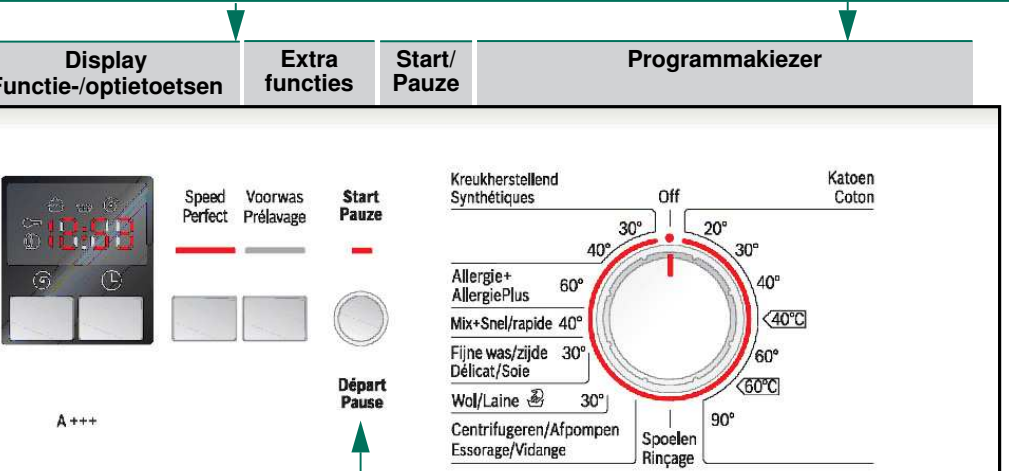 Display
Functie-/optietoetsen
Extra
functies
Start/
Pauze
Programmakiezer
12:53
Speed
Perfect
Voorwas
Prélavage
Start
Pauze
Départ
Pause
A+++
Kreukherstellend
Synthétiques
Off
Katoen
Coton
30°
40°
20°
30°
40°
40°C
60°
60°C
90°
Allergie+
AllergiePlus
60°
Mix+Snel/rapide 40°
Fijne was/zijde 30°
Délicat/Soie
Wol/Laine 30°
Centrifugeren/Afpompen
Essorage/Vidange
Spoelen
Rinçage